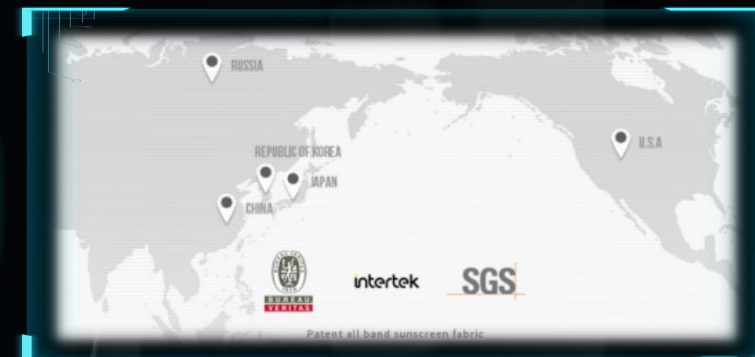 RUSSIA
U.S.A
REPUBLIC OF KOREA
JAPAN
CHINA
BUREAU
VERITAS
intertek
SGS
Patent all band sunscreen fabric